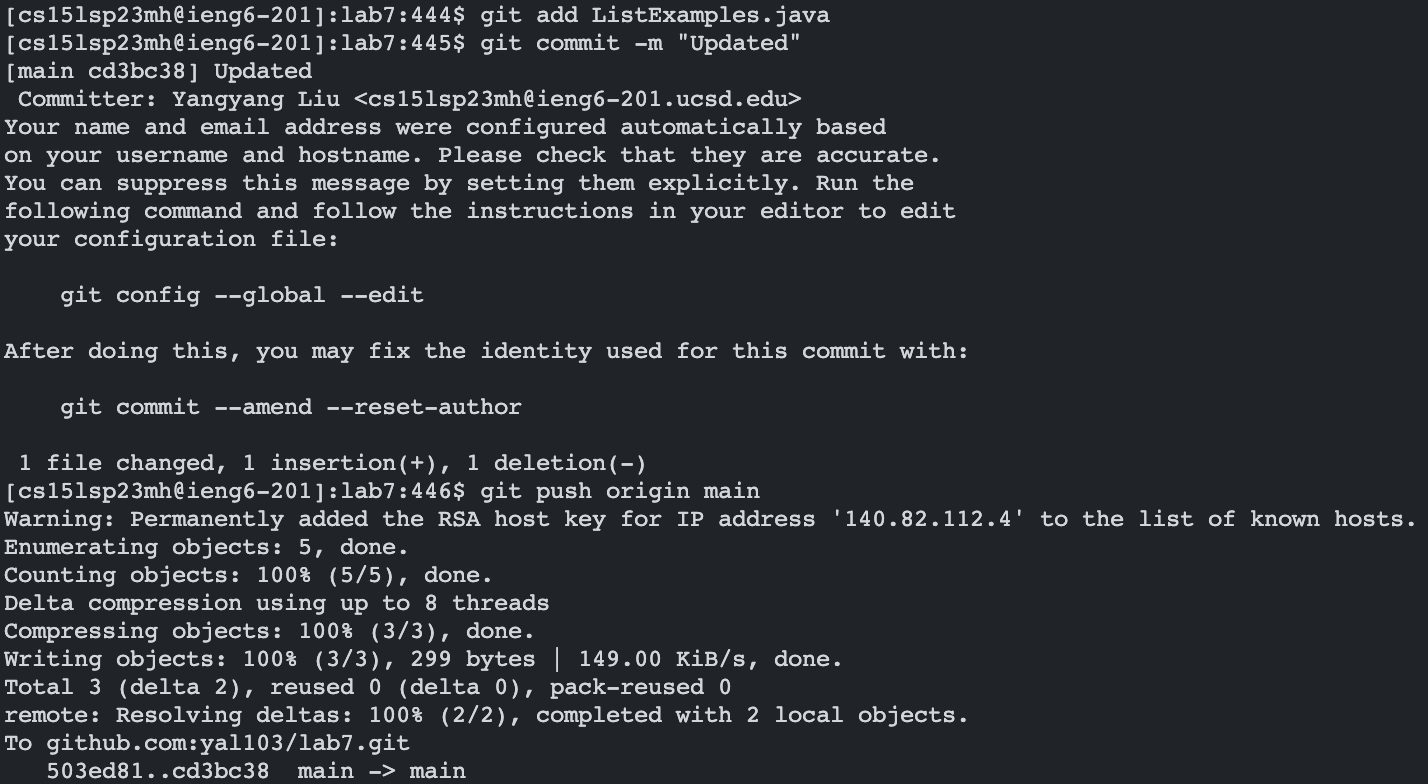 [cs15lsp23mh@ieng6-201]:lab7:444$ git add ListExamples.java
[cs15lsp23mh@ieng6-201]:lab7:445$ git commit -m "Updated"
[main cd3bc38] Updated
 Committer: Yangyang Liu <cs15lsp23mh@ieng6-201.ucsd.edu>
Your name and email address were configured automatically based
on your username and hostname. Please check that they are accurate.
You can suppress this message by setting them explicitly. Run the
following command and follow the instructions in your editor to edit
your configuration file:

    git config --global --edit

After doing this, you may fix the identity used for this commit with:

    git commit --amend --reset-author

 1 file changed, 1 insertion(+), 1 deletion(-)
[cs15lsp23mh@ieng6-201]:lab7:446$ git push origin main
Warning: Permanently added the RSA host key for IP address '140.82.112.4' to the list of known hosts.
Enumerating objects: 5, done.
Counting objects: 100% (5/5), done.
Delta compression using up to 8 threads
Compressing objects: 100% (3/3), done.
Writing objects: 100% (3/3), 299 bytes | 149.00 KiB/s, done.
Total 3 (delta 2), reused 0 (delta 0), pack-reused 0
remote: Resolving deltas: 100% (2/2), completed with 2 local objects.
To github.com:yal103/lab7.git
   503ed81..cd3bc38  main -> main